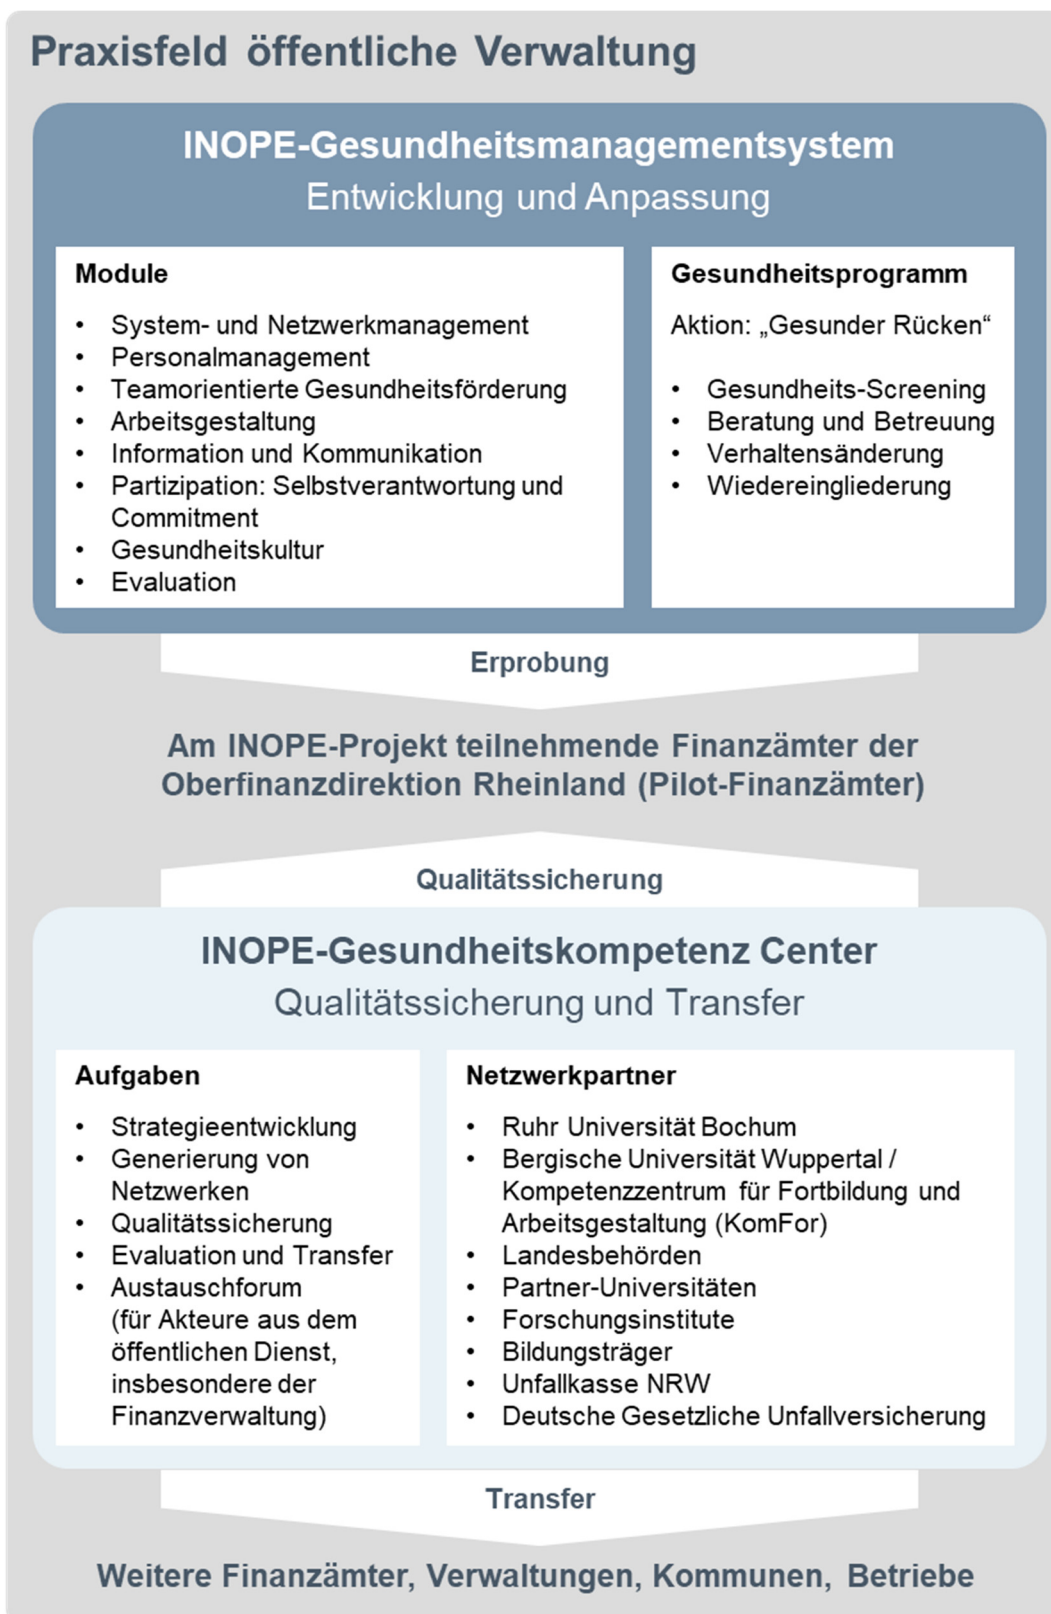 Praxisfeld öffentliche Verwaltung
INOPE-Gesundheitsmanagementsystem
Entwicklung und Anpassung
Module
• System- und Netzwerkmanagement
• Personalmanagement
• Teamorientierte Gesundheitsförderung
• Arbeitsgestaltung
• Information und Kommunikation
• Partizipation: Selbstverantwortung und
Commitment
• Gesundheitskultur
• Evaluation
Gesundheitsprogramm
Aktion: „Gesunder Rücken“
• Gesundheits-Screening
• Beratung und Betreuung
• Verhaltensänderung
• Wiedereingliederung
Erprobung
Am INOPE-Projekt teilnehmende Finanzämter der
Oberfinanzdirektion Rheinland (Pilot-Finanzämter)
Qualitätssicherung
INOPE-Gesundheitskompetenz Center
Qualitätssicherung und Transfer
Aufgaben
• Strategieentwicklung
• Generierung von
Netzwerken
• Qualitätssicherung
• Evaluation und Transfer
• Austauschforum
(für Akteure aus dem
öffentlichen Dienst,
insbesondere der
Finanzverwaltung)
Netzwerkpartner
• Ruhr Universität Bochum
• Bergische Universität Wuppertal /
Kompetenzzentrum für Fortbildung und
Arbeitsgestaltung (KomFor)
• Landesbehörden
• Partner-Universitäten
• Forschungsinstitute
• Bildungsträger
• Unfallkasse NRW
• Deutsche Gesetzliche Unfallversicherung
Transfer
Weitere Finanzämter, Verwaltungen, Kommunen, Betriebe